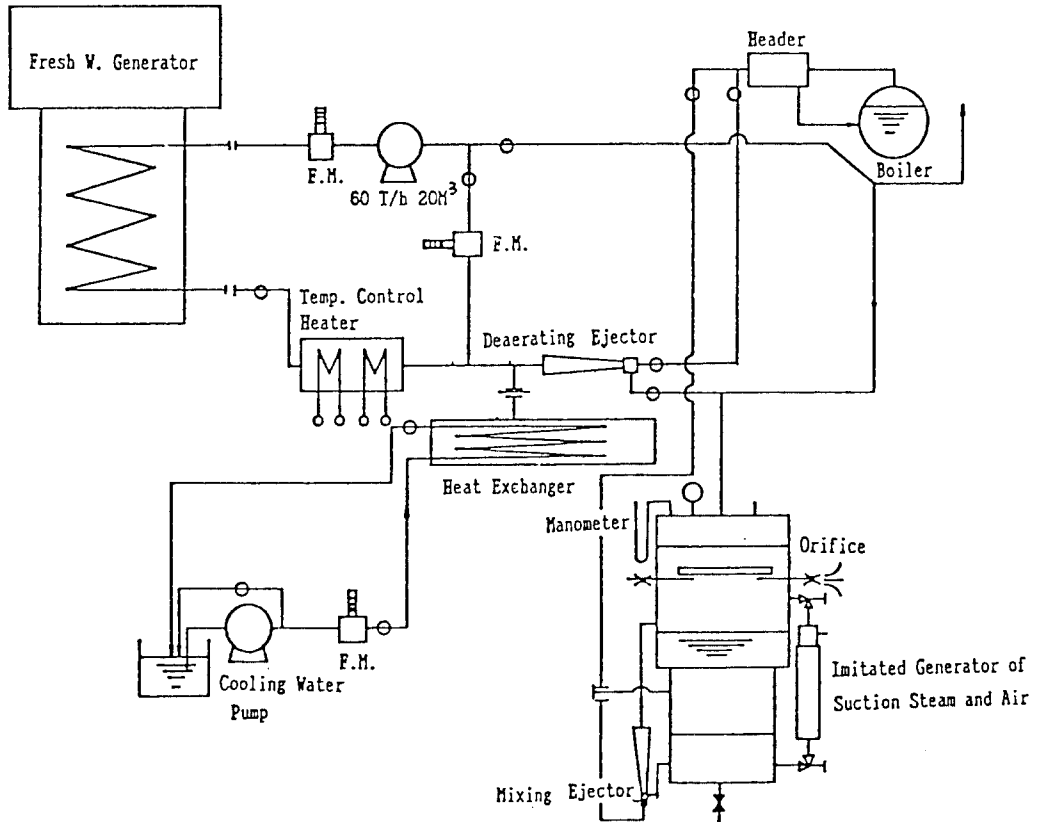 Header
Fresh W. Generator
Boiler
F.M.
60 T/h 20M³
F.M.
Temp. Control
Heater
Deaerating Ejector
Heat Exchanger
Manometer
Orifice
Imitated Generator of
Suction Steam and Air
F.M.
Cooling Water
Pump
Mixing Ejector